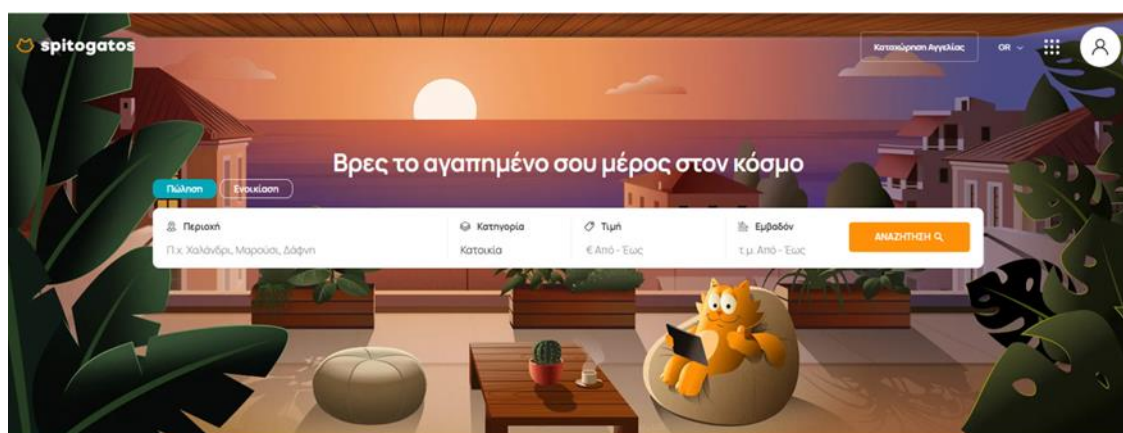 spitogatos
Καταχώρηση Αγγελίας
GR
Βρες το αγαπημένο σου μέρος στον κόσμο
Πώληση Ενοικίαση
Περιοχή Κατηγορία Τιμή Εμβαδόν
Π.χ. Χαλάνδρι, Μαρούσι, Δάφνη Κατοικία € Από - Έως τ.μ. Από - Έως
ΑΝΑΖΗΤΗΣΗ